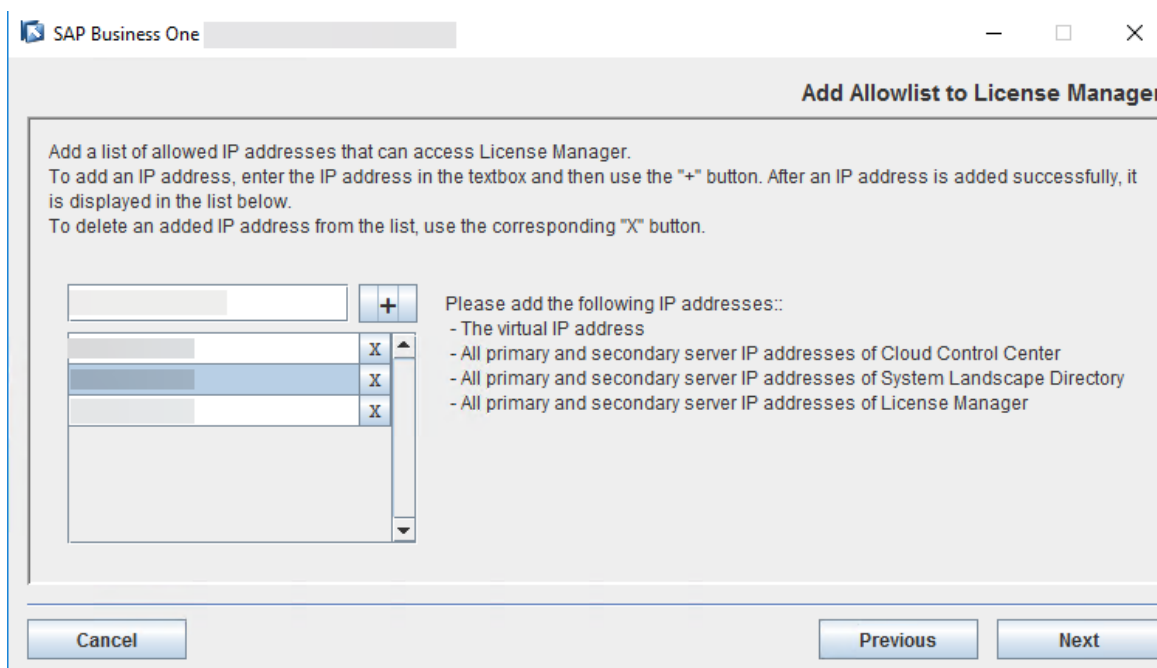 SAP Business One
Add Allowlist to License Manager
Add a list of allowed IP addresses that can access License Manager.
To add an IP address, enter the IP address in the textbox and then use the "+" button. After an IP address is added successfully, it
is displayed in the list below.
To delete an added IP address from the list, use the corresponding "X" button.
+
Please add the following IP addresses::
- The virtual IP address
X
- All primary and secondary server IP addresses of Cloud Control Center
X
- All primary and secondary server IP addresses of System Landscape Directory
X
- All primary and secondary server IP addresses of License Manager
Cancel
Previous
Next